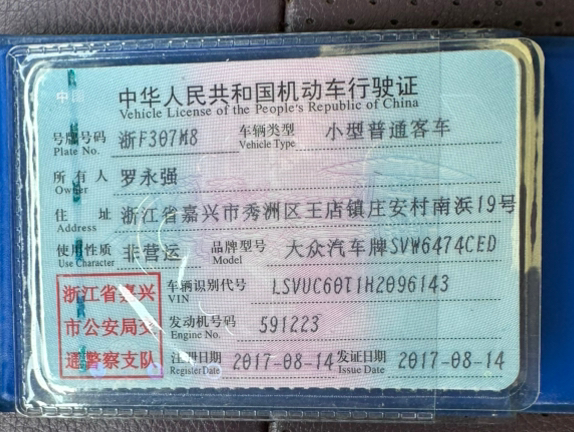 中华人民共和国机动车行驶证
Vehicle License of the People's Republic of China
号牌号码 浙F307M8 车辆类型 小型普通客车
Plate No. Vehicle Type
所有人 罗永强
Owner
住址 浙江省嘉兴市秀洲区王店镇庄安村南浜19号
Address
使用性质 非营运 品牌型号 大众汽车牌SVW6474CED
Use Character Model
浙江省嘉兴 车辆识别代号 LSVUC60T1H2096143
VIN
市公安局交 发动机号码 591223
Engine No.
通警察支队 注册日期 2017-08-14 发证日期 2017-08-14
Register Date Issue Date